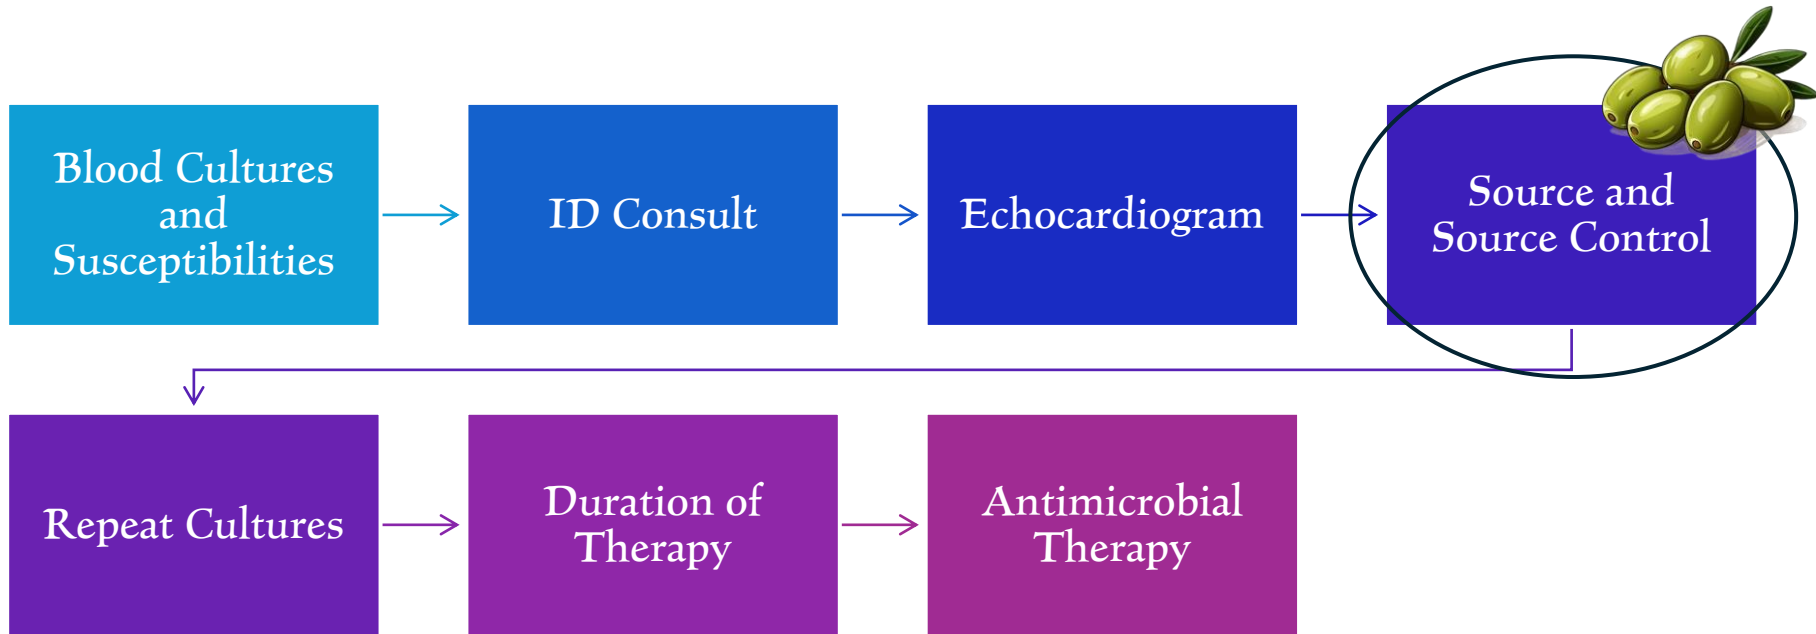 Blood Cultures
and
Susceptibilities
ID Consult
Echocardiogram
Source and
Source Control
Repeat Cultures
Duration of
Therapy
Antimicrobial
Therapy